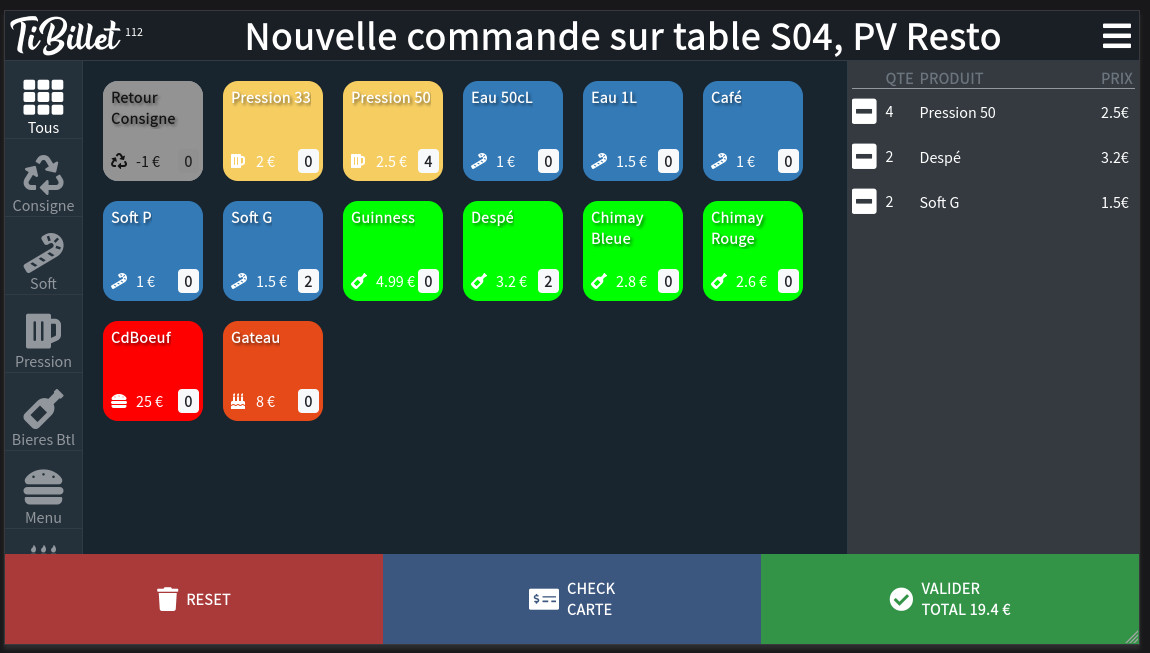 TiBillet 112
Nouvelle commande sur table S04, PV Resto
Tous
Consigne
Soft
Pression
Bieres Btl
Menu
Retour
Consigne
-1 € 0
Pression 33
2 € 0
Pression 50
2.5 € 4
Eau 50cL
1 € 0
Eau 1L
1.5 € 0
Café
1 € 0
Soft P
1 € 0
Soft G
1.5 € 2
Guinness
4.99 € 0
Despé
3.2 € 2
Chimay
Bleue
2.8 € 0
Chimay
Rouge
2.6 € 0
CdBoeuf
25 € 0
Gateau
8 € 0
QTE PRODUIT PRIX
4 Pression 50 2.5€
2 Despé 3.2€
2 Soft G 1.5€
RESET
CHECK
CARTE
VALIDER
TOTAL 19.4 €